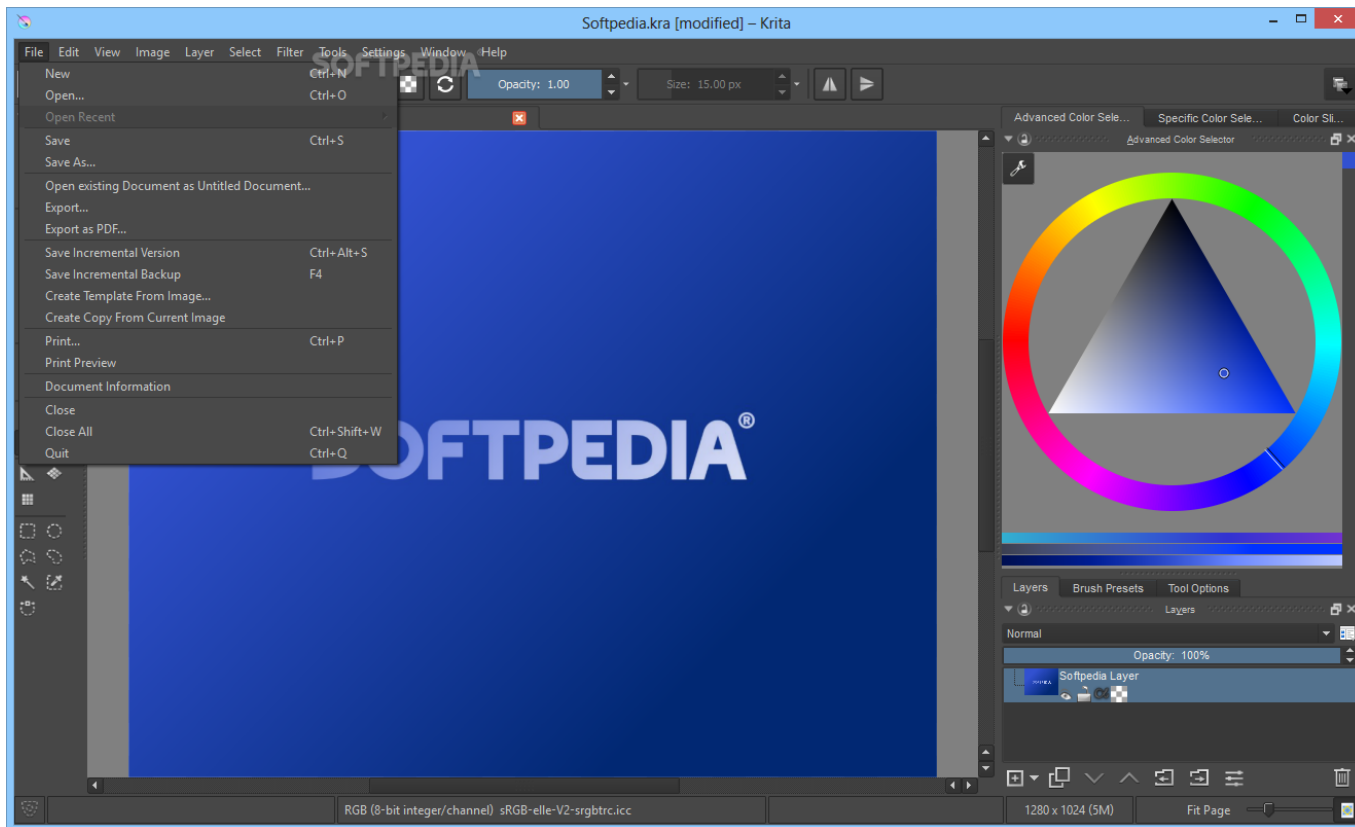 Softpedia.kra [modified] – Krita
File Edit View Image Layer Select Filter Tools Settings Window Help
SOFTPEDIA
New Ctrl+N
Open... Ctrl+O
Open Recent
Save Ctrl+S
Save As...
Open existing Document as Untitled Document...
Export...
Export as PDF...
Save Incremental Version Ctrl+Alt+S
Save Incremental Backup F4
Create Template From Image...
Create Copy From Current Image
Print... Ctrl+P
Print Preview
Document Information
Close
Close All Ctrl+Shift+W
Quit Ctrl+Q
Opacity: 1.00
Size: 15.00 px
SOFTPEDIA®
Advanced Color Sele... Specific Color Sele... Color Sli...
Advanced Color Selector
Layers Brush Presets Tool Options
Layers
Normal
Opacity: 100%
Softpedia Layer
RGB (8-bit integer/channel) sRGB-elle-V2-srgbtrc.icc
1280 x 1024 (5M)
Fit Page